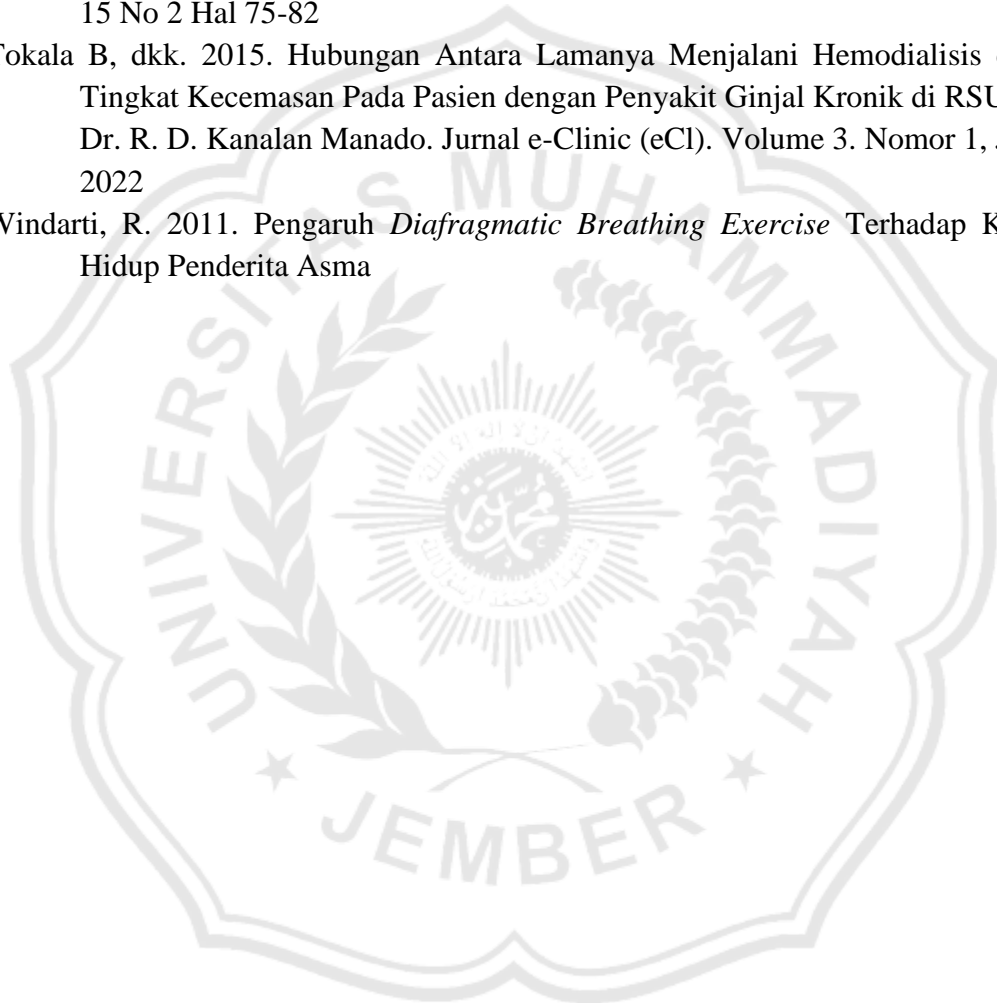 15 No 2 Hal 75-82
Tokala B, dkk. 2015. Hubungan Antara Lamanya Menjalani Hemodialisis
Tingkat Kecemasan Pada Pasien dengan Penyakit Ginjal Kronik di
Dr. R. D. Kanalan Manado. Jurnal e-Clinic (eCl). Volume 3. Nomor 1,
2022
Windarti, R. 2011. Pengaruh Diafragmatic Breathing Exercise Terhadap
Hidup Penderita Asma
UNIVERSITAS MUHAMMADIYAH
JEMBER